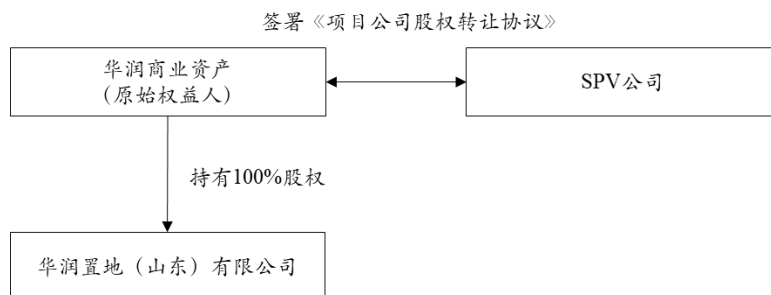 签署《项目公司股权转让协议》
华润商业资产
（原始权益人）
SPV公司
持有100%股权
华润置地（山东）有限公司